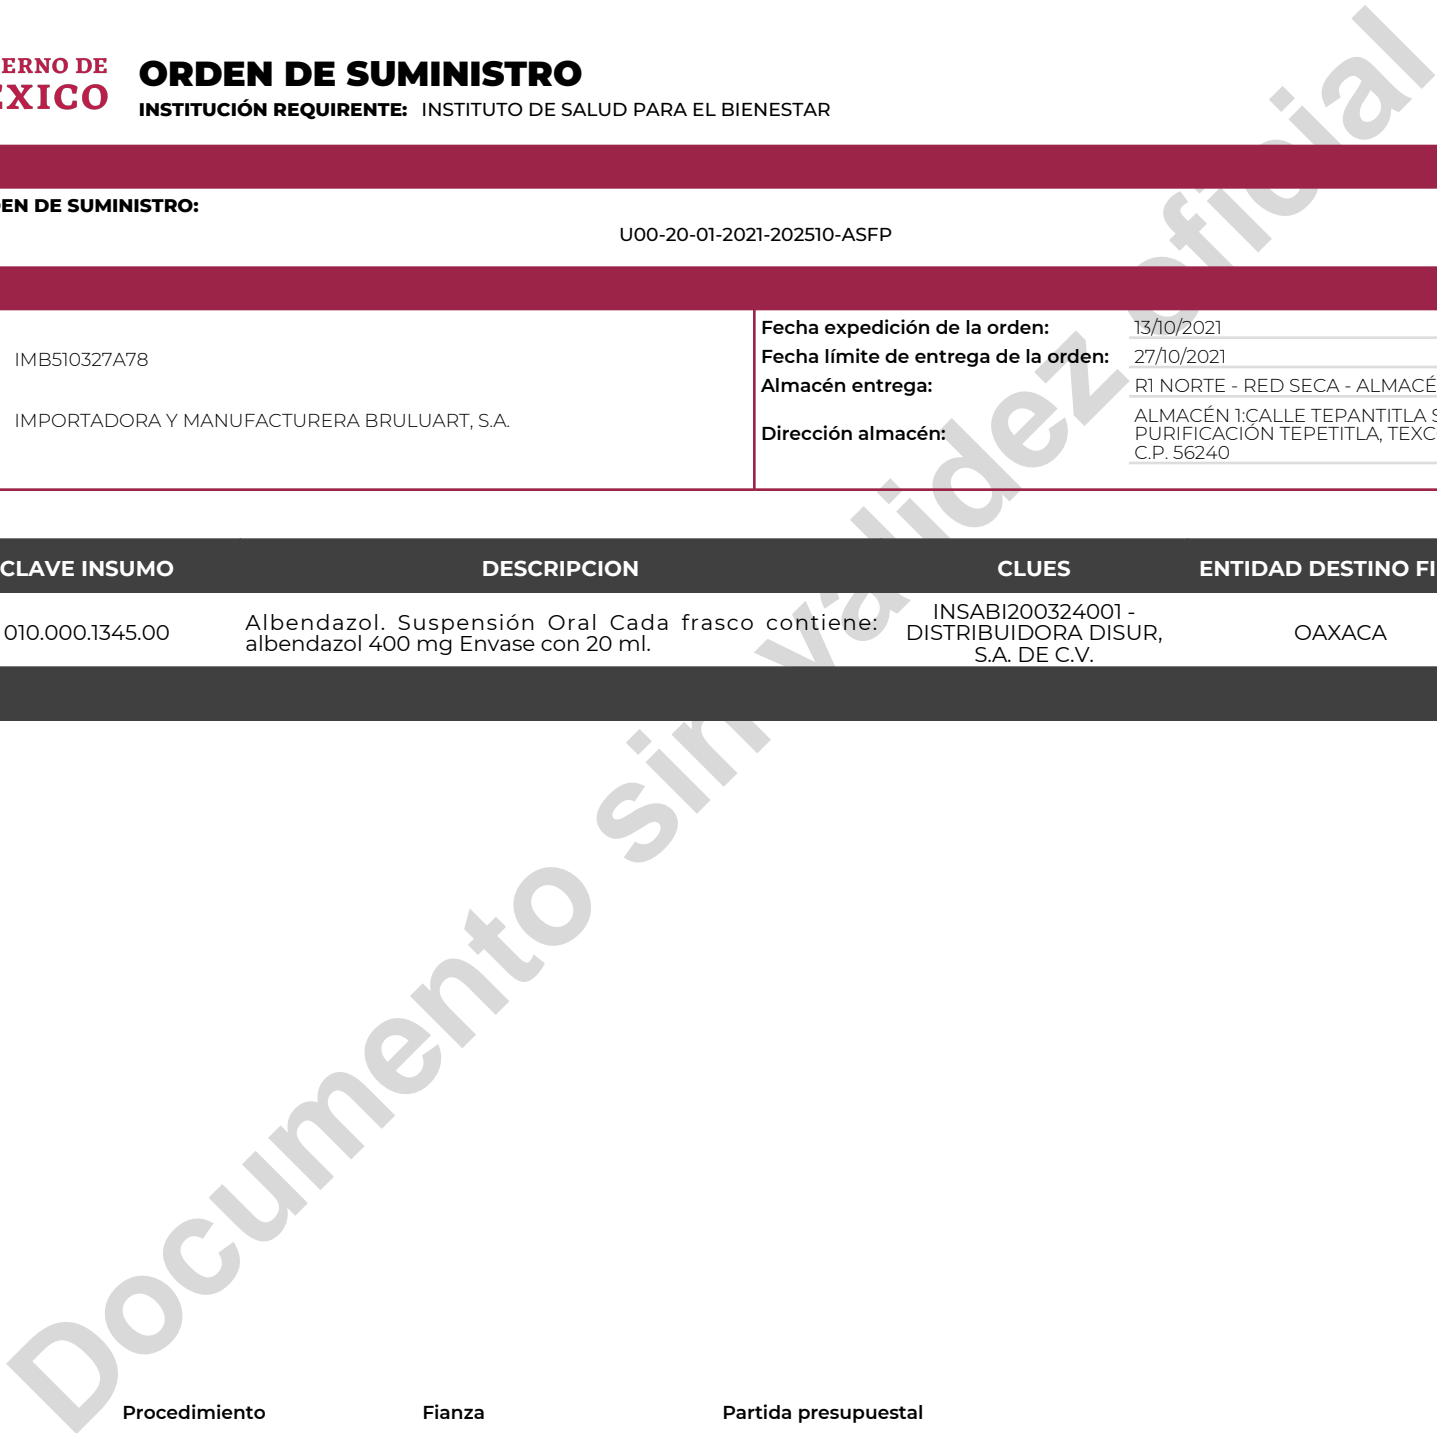 ERNO DE
XICO
ORDEN DE SUMINISTRO
INSTITUCIÓN REQUIRENTE: INSTITUTO DE SALUD PARA EL BIENESTAR
EN DE SUMINISTRO:
U00-20-01-2021-202510-ASFP
IMB510327A78
IMPORTADORA Y MANUFACTURERA BRULUART, S.A.
Fecha expedición de la orden: 13/10/2021
Fecha límite de entrega de la orden: 27/10/2021
Almacén entrega: R1 NORTE - RED SECA - ALMACÉ
Dirección almacén:
ALMACÉN 1:CALLE TEPANTITLA S
PURIFICACIÓN TEPETITLA, TEXC
C.P. 56240
CLAVE INSUMO DESCRIPCION CLUES ENTIDAD DESTINO FI
010.000.1345.00
Albendazol. Suspensión Oral Cada frasco contiene:
albendazol 400 mg Envase con 20 ml.
INSABI200324001 -
DISTRIBUIDORA DISUR,
S.A. DE C.V.
OAXACA
Documento sin validez oficial
Procedimiento Fianza Partida presupuestal